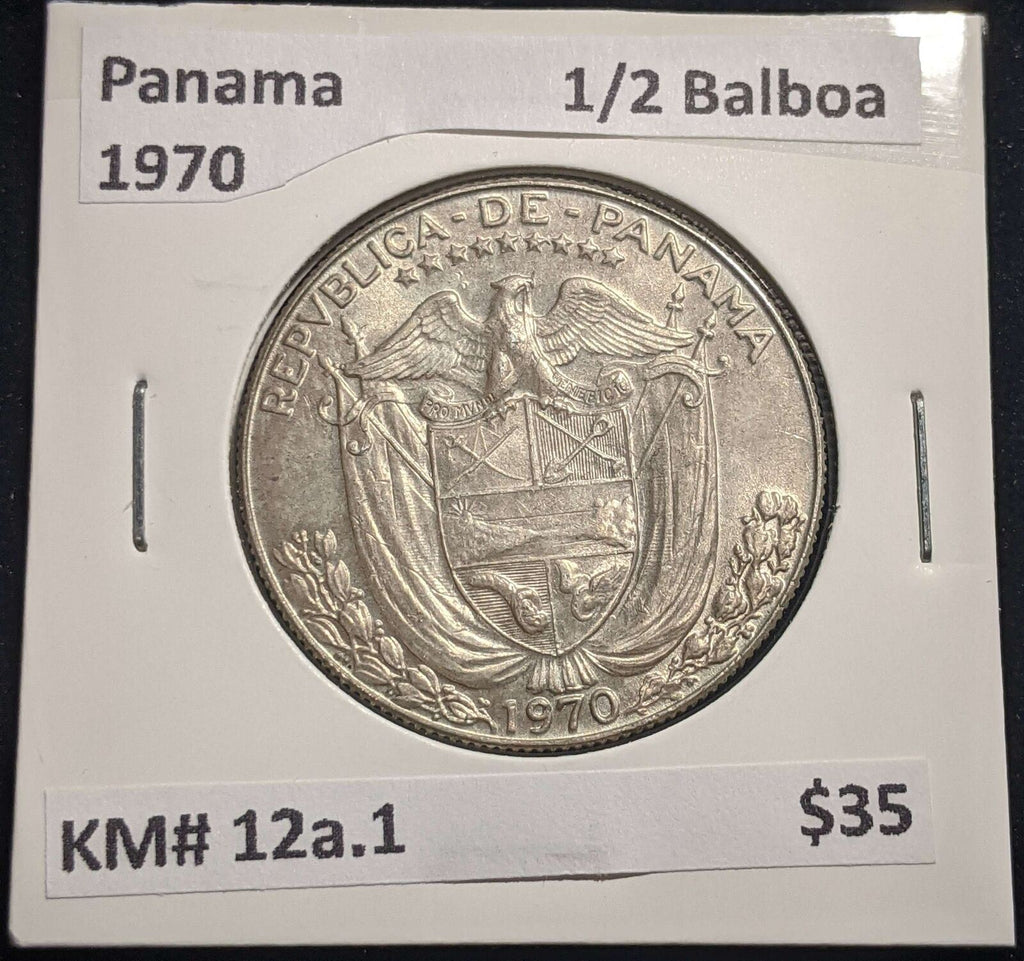 Panama 1/2 Balboa
1970
REPVBLICA-DE-PANAMA
PRO MVNDI BENEFICIO
1970
KM# 12a.1 $35